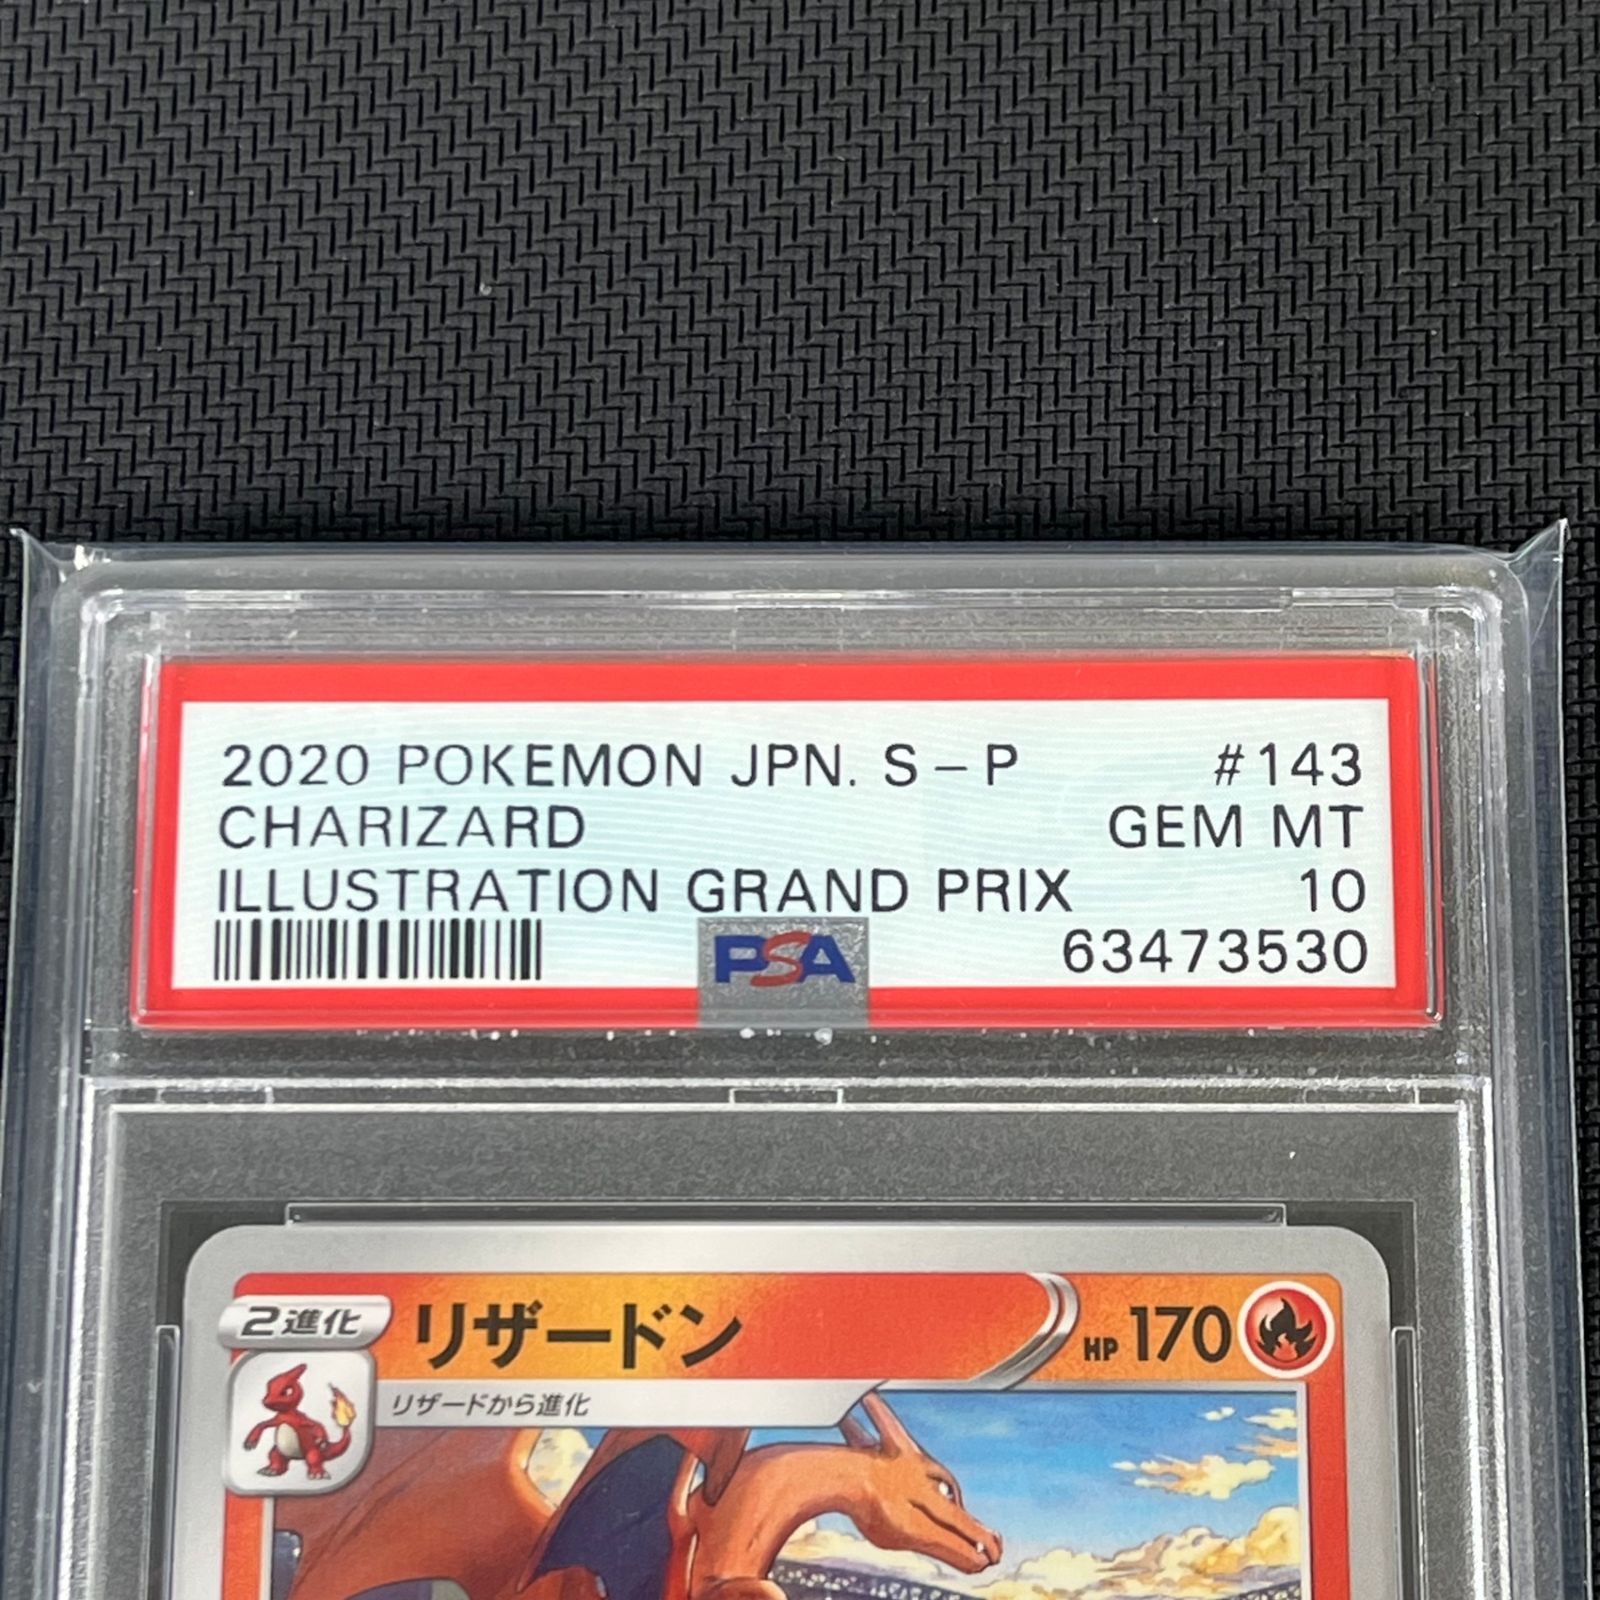 2020 POKEMON JPN. S-P #143
CHARIZARD GEM MT
ILLUSTRATION GRAND PRIX 10
PSA 63473530
2進化 リザードン HP 170
リザードから進化